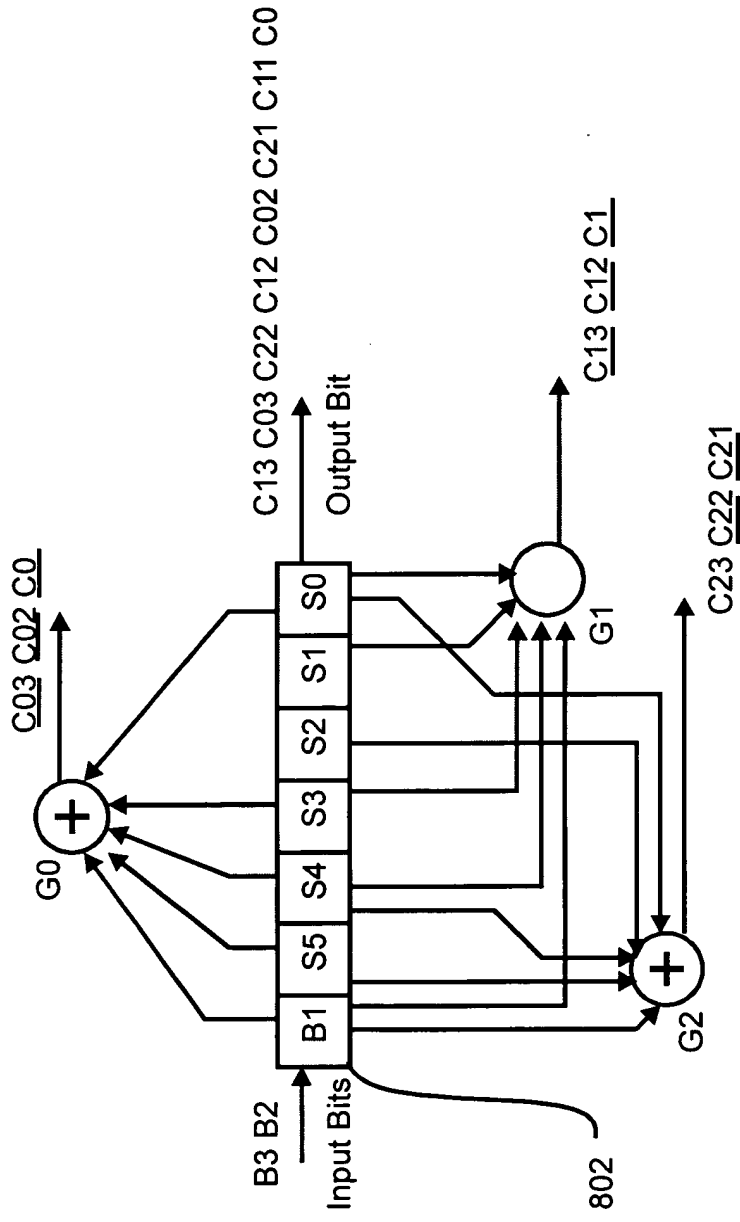 C03 C02 C0
G0
B3 B2
Input Bits
B1 S5 S4 S3 S2 S1 S0
C13 C03 C22 C12 C02 C21 C11 C0
Output Bit
G1
C13 C12 C1
G2
C23 C22 C21
802